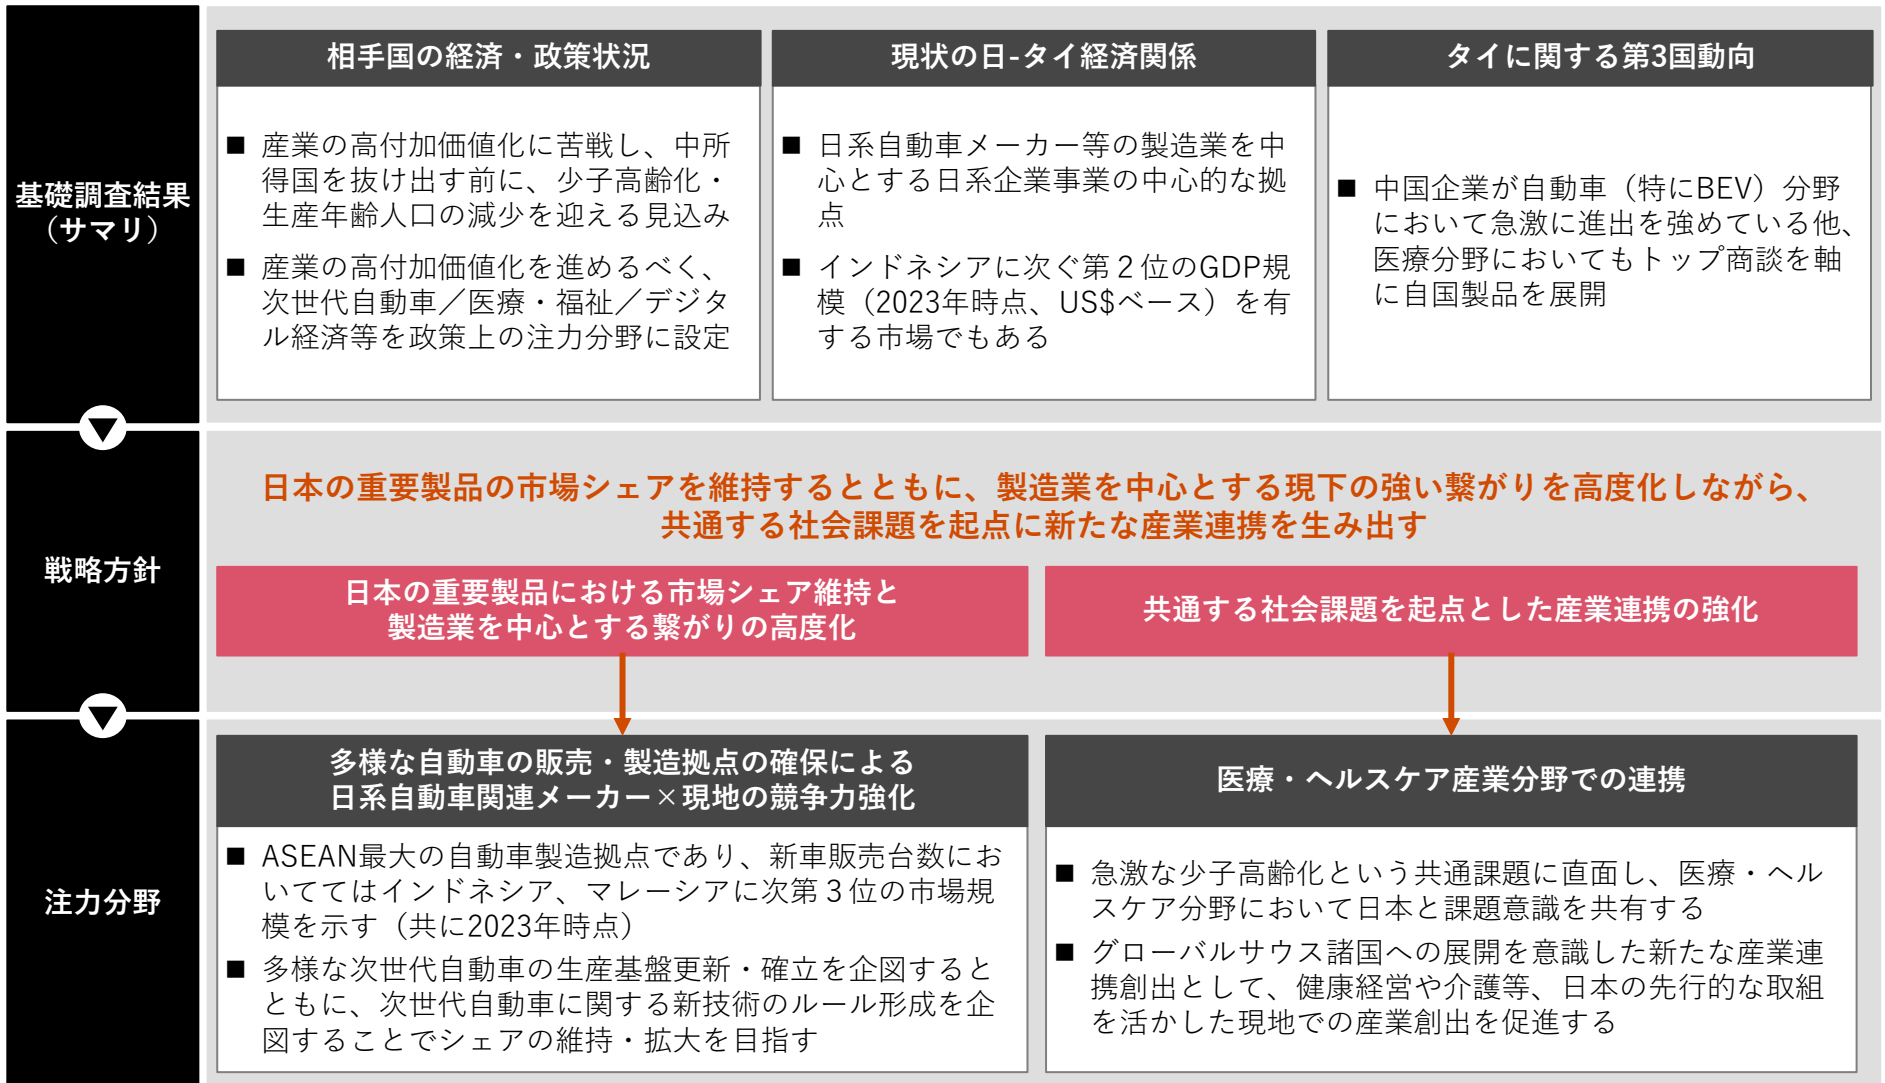 基礎調査結果
（サマリ）
相手国の経済・政策状況
■ 産業の高付加価値化に苦戦し、中所
得国を抜け出す前に、少子高齢化・
生産年齢人口の減少を迎える見込み
■ 産業の高付加価値化を進めるべく、
次世代自動車／医療・福祉／デジタ
ル経済等を政策上の注力分野に設定
現状の日-タイ経済関係
■ 日系自動車メーカー等の製造業を中
心とする日系企業事業の中心的な拠
点
■ インドネシアに次ぐ第２位のGDP規
模（2023年時点、US$ベース）を有
する市場でもある
タイに関する第3国動向
■ 中国企業が自動車（特にBEV）分野
において急激に進出を強めている他、
医療分野においてもトップ商談を軸
に自国製品を展開
戦略方針
日本の重要製品の市場シェアを維持するとともに、製造業を中心とする現下の強い繋がりを高度化しながら、
共通する社会課題を起点に新たな産業連携を生み出す
日本の重要製品における市場シェア維持と
製造業を中心とする繋がりの高度化
共通する社会課題を起点とした産業連携の強化
注力分野
多様な自動車の販売・製造拠点の確保による
日系自動車関連メーカー×現地の競争力強化
■ ASEAN最大の自動車製造拠点であり、新車販売台数にお
いててはインドネシア、マレーシアに次第３位の市場規
模を示す（共に2023年時点）
■ 多様な次世代自動車の生産基盤更新・確立を企図すると
ともに、次世代自動車に関する新技術のルール形成を企
図することでシェアの維持・拡大を目指す
医療・ヘルスケア産業分野での連携
■ 急激な少子高齢化という共通課題に直面し、医療・ヘル
スケア分野において日本と課題意識を共有する
■ グローバルサウス諸国への展開を意識した新たな産業連
携創出として、健康経営や介護等、日本の先行的な取組
を活かした現地での産業創出を促進する